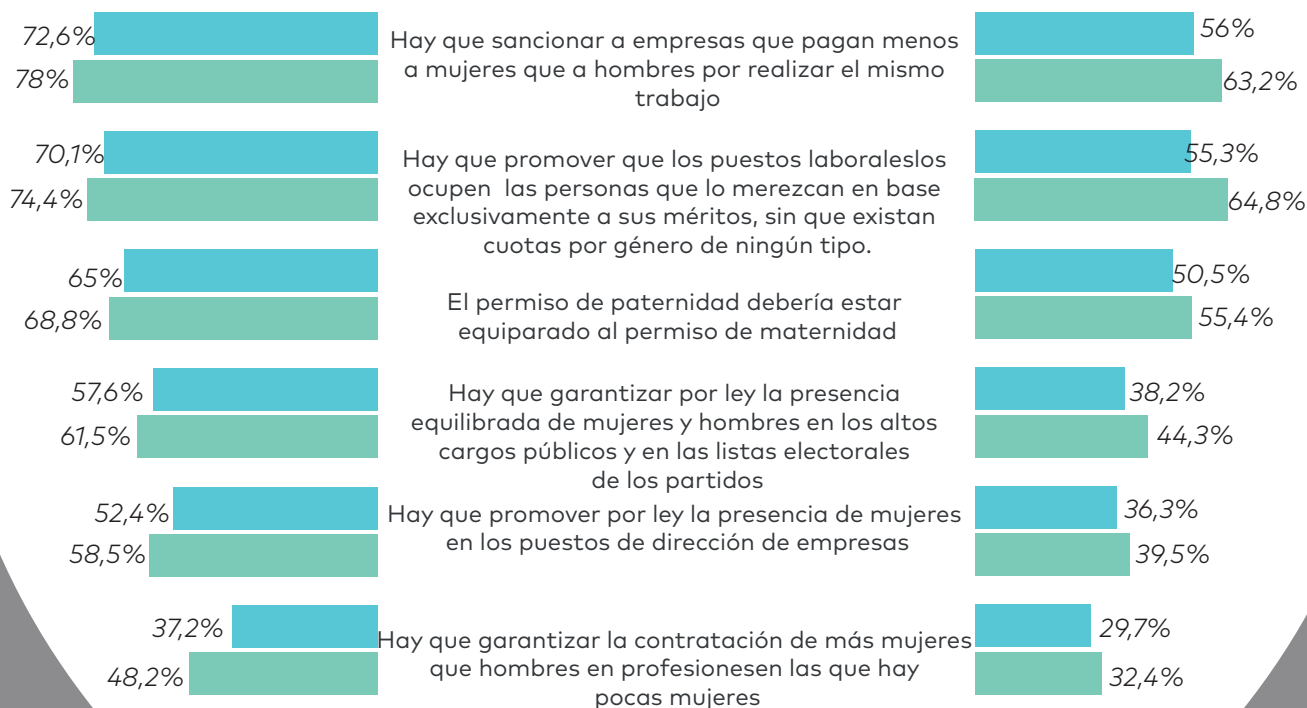 72,6%
78%
Hay que sancionar a empresas que pagan menos
a mujeres que a hombres por realizar el mismo
trabajo
56%
63,2%
70,1%
74,4%
Hay que promover que los puestos laboraleslos
ocupen las personas que lo merezcan en base
exclusivamente a sus méritos, sin que existan
cuotas por género de ningún tipo.
55,3%
64,8%
65%
68,8%
El permiso de paternidad debería estar
equiparado al permiso de maternidad
50,5%
55,4%
57,6%
61,5%
Hay que garantizar por ley la presencia
equilibrada de mujeres y hombres en los altos
cargos públicos y en las listas electorales
de los partidos
38,2%
44,3%
52,4%
58,5%
Hay que promover por ley la presencia de mujeres
en los puestos de dirección de empresas
36,3%
39,5%
37,2%
48,2%
Hay que garantizar la contratación de más mujeres
que hombres en profesionesen las que hay
pocas mujeres
29,7%
32,4%